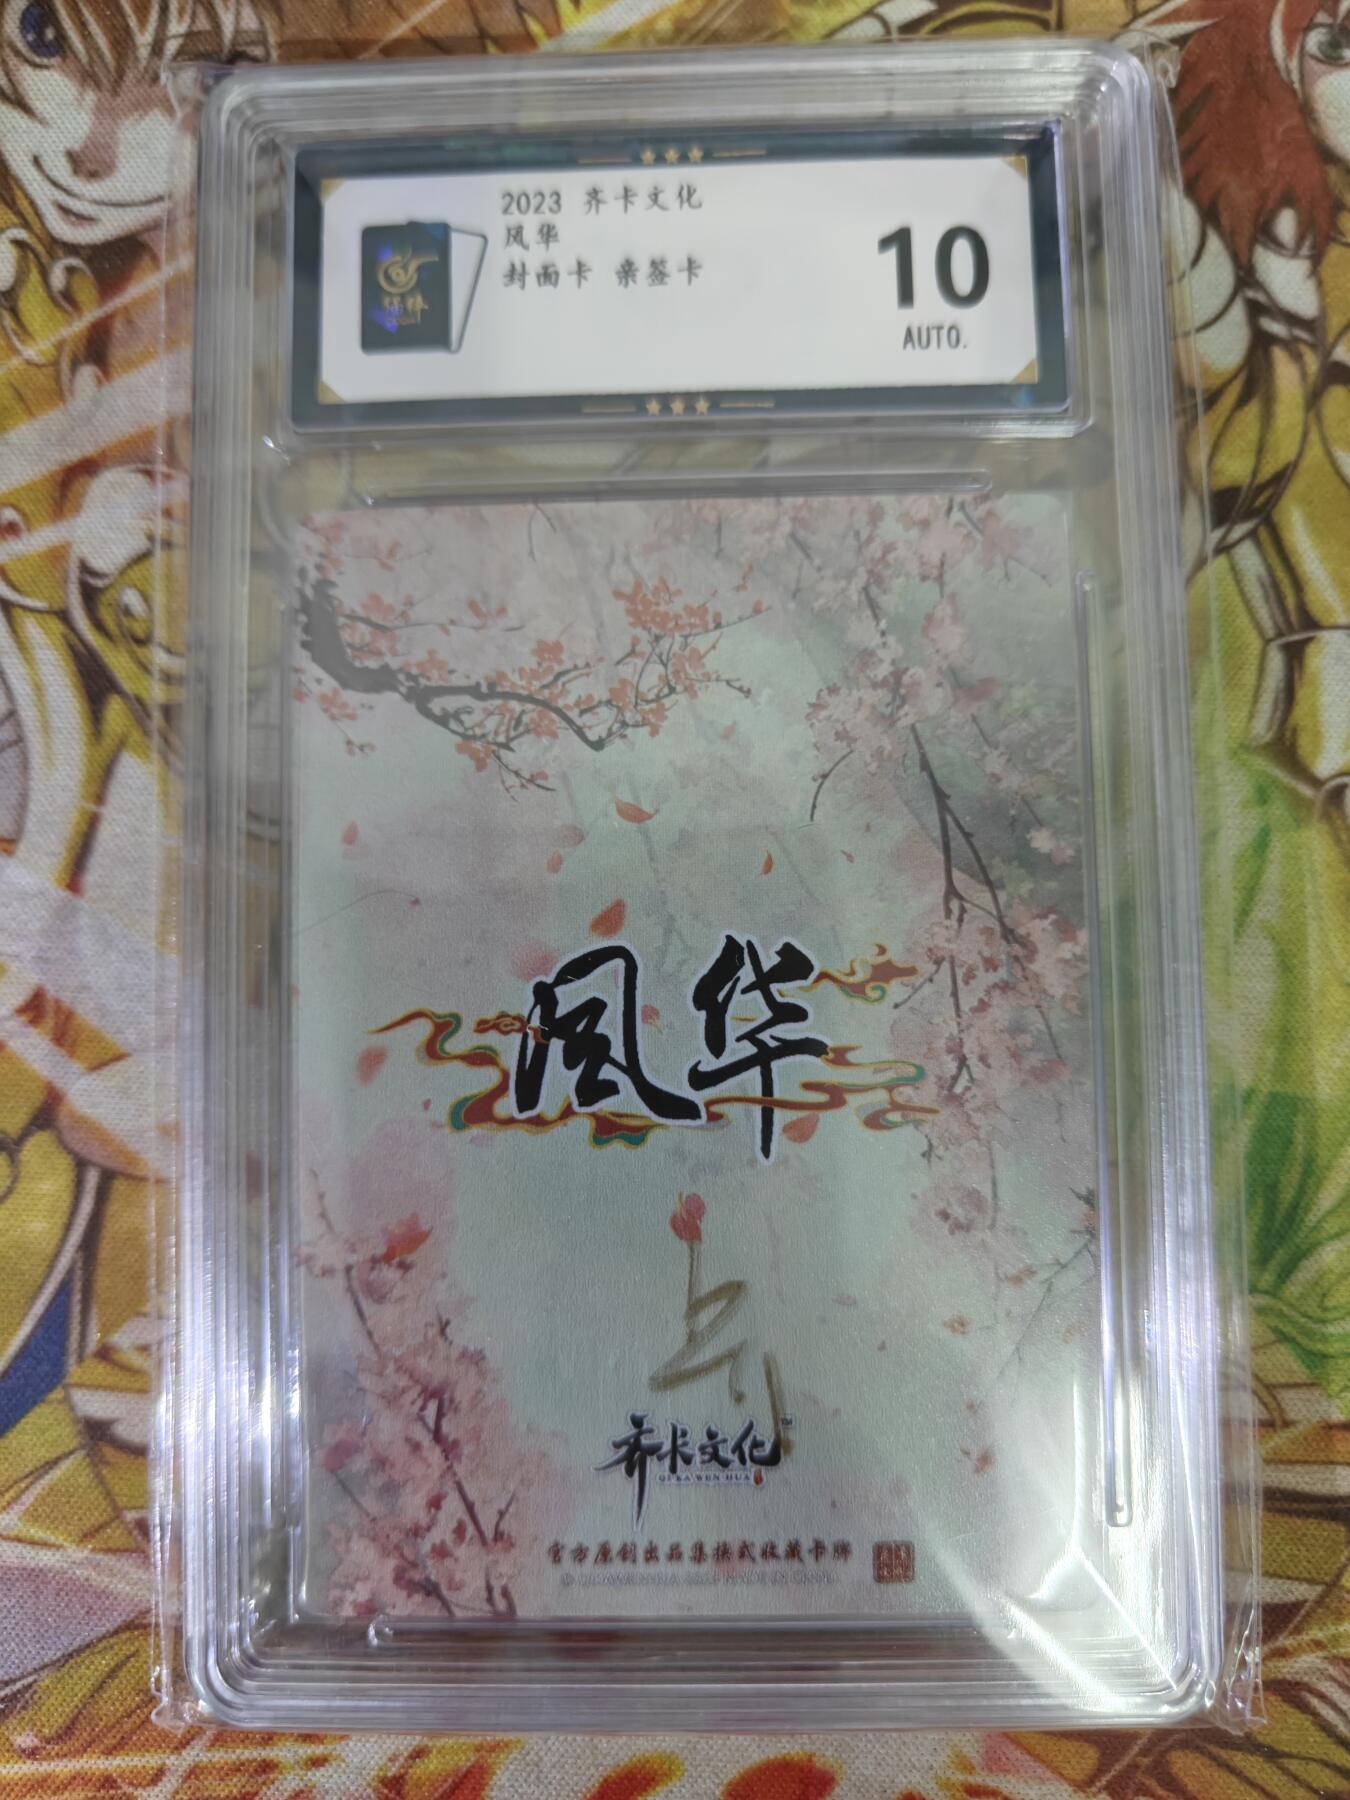 2023 齐卡文化
风华
封面卡 亲签卡
10
AUTO.
风华
齐卡文化
TM
QI KA WEN HUA
官方原创出品集换式收藏卡牌